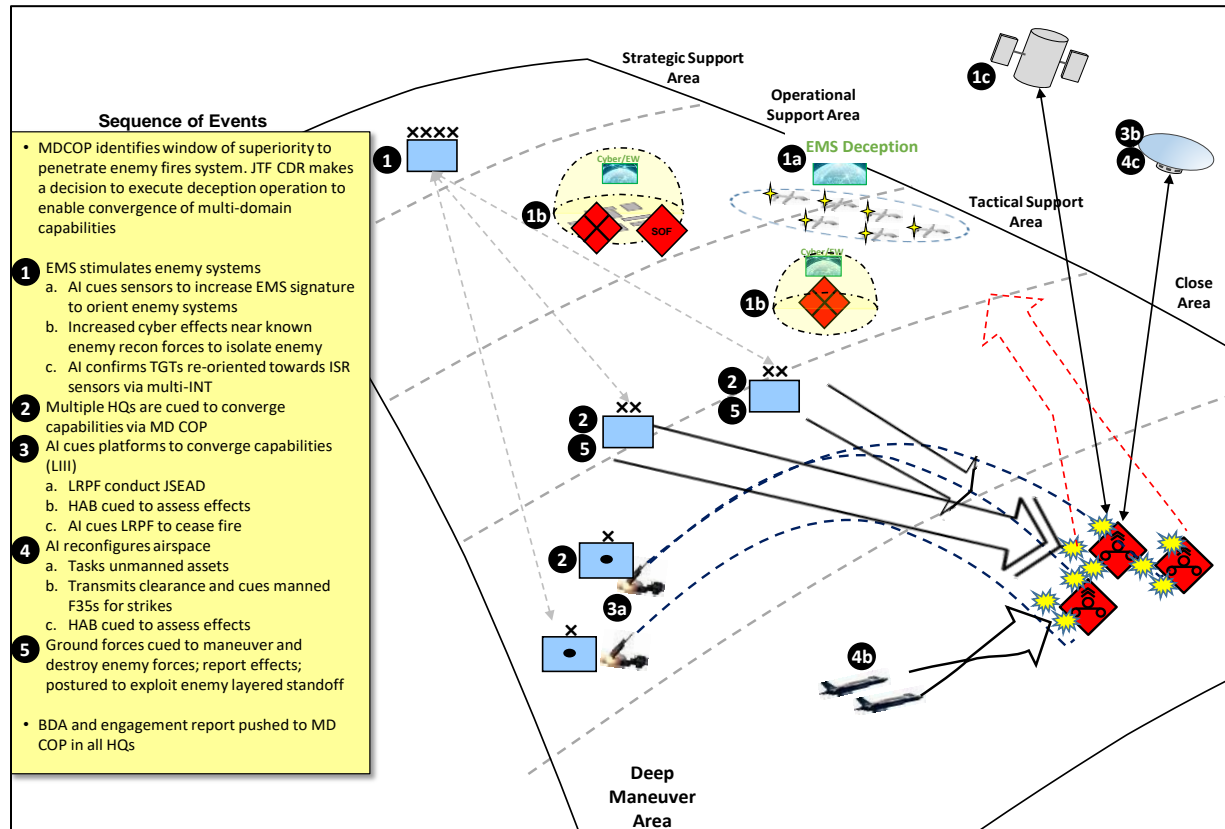 Sequence of Events
• MDCOP identifies window of superiority to
penetrate enemy fires system. JTF CDR makes
a decision to execute deception operation to
enable convergence of multi-domain
capabilities
1 EMS stimulates enemy systems
a. AI cues sensors to increase EMS signature
to orient enemy systems
b. Increased cyber effects near known
enemy recon forces to isolate enemy
c. AI confirms TGTs re-oriented towards ISR
sensors via multi-INT
2 Multiple HQs are cued to converge
capabilities via MD COP
3 AI cues platforms to converge capabilities
(LIII)
a. LRPF conduct JSEAD
b. HAB cued to assess effects
c. AI cues LRPF to cease fire
4 AI reconfigures airspace
a. Tasks unmanned assets
b. Transmits clearance and cues manned
F35s for strikes
c. HAB cued to assess effects
5 Ground forces cued to maneuver and
destroy enemy forces; report effects;
postured to exploit enemy layered standoff
• BDA and engagement report pushed to MD
COP in all HQs
Strategic Support
Area
Operational
Support Area
Tactical Support
Area
Close
Area
Deep
Maneuver
Area
XXXX
1
1a
EMS Deception
1b
Cyber/EW
SOF
Cyber/EW
1b
1c
3b
4c
XX
2
5
XX
2
5
X
2
3a
X
4b